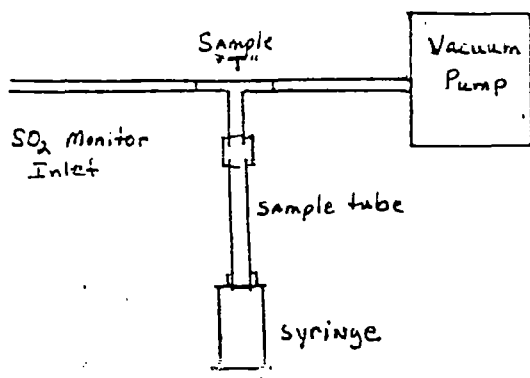 Sample
"T"
Vacuum
Pump
SO2 Monitor
Inlet
Sample tube
Syringe